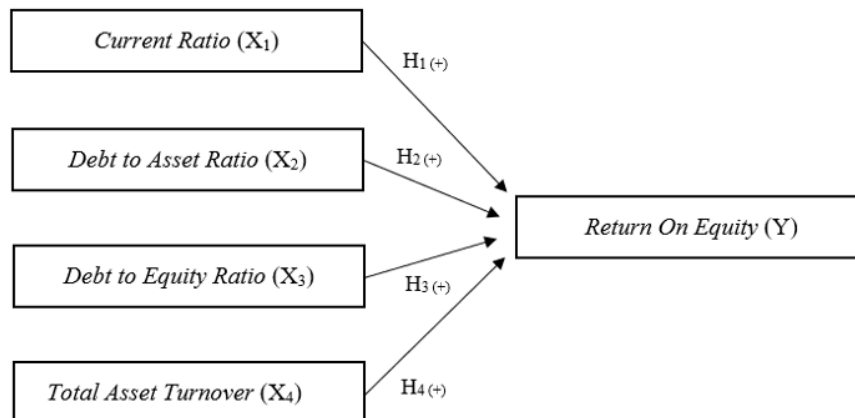 Current Ratio (X₁)
H₁ (+)
Debt to Asset Ratio (X₂)
H₂ (+)
Return On Equity (Y)
Debt to Equity Ratio (X₃)
H₃ (+)
Total Asset Turnover (X₄)
H₄ (+)